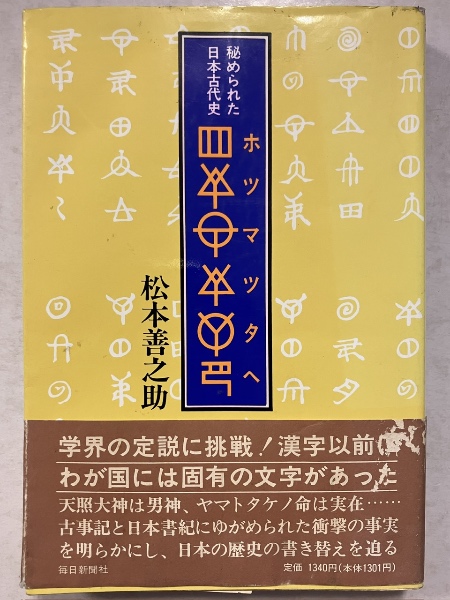 秘められた
日本古代史
ホツマツタヘ
松本善之助
学界の定説に挑戦!漢字以前に
わが国には固有の文字があった
天照大神は男神、ヤマトタケノ命は実在……
古事記と日本書紀にゆがめられた衝撃の事実
を明らかにし、日本の歴史の書き替えを迫る
毎日新聞社
定価 1340円(本体1301円)